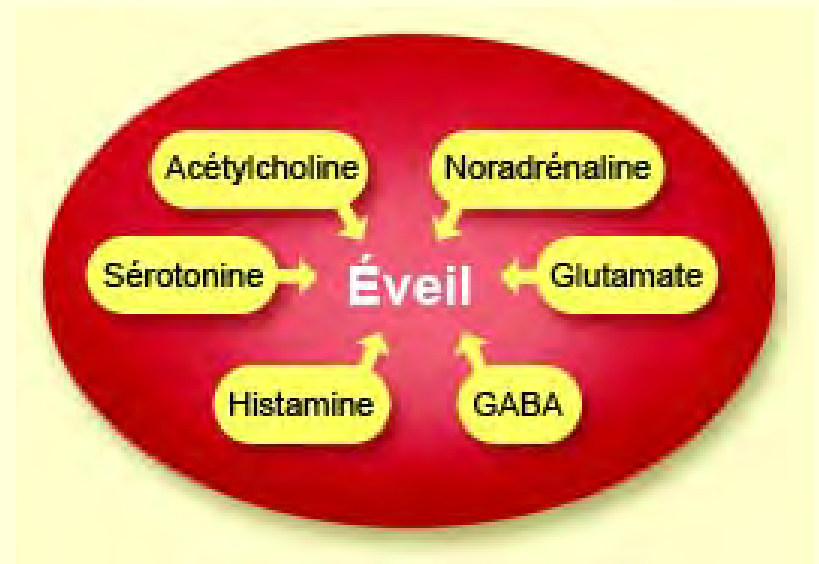 Acétylcholine
Noradrénaline
Sérotonine
Éveil
Glutamate
Histamine
GABA